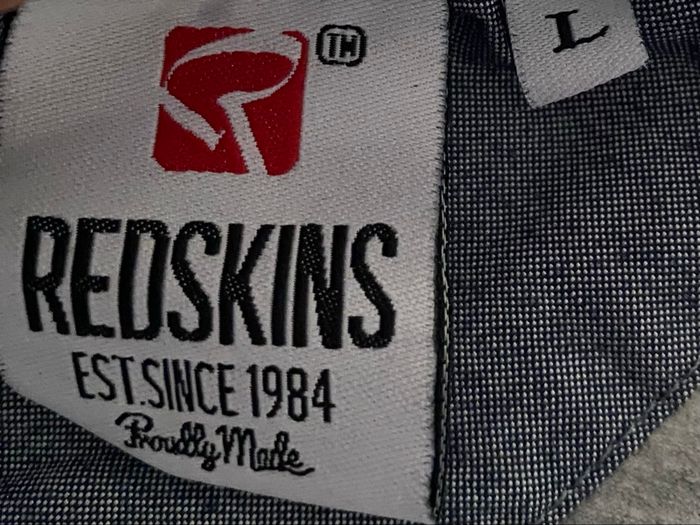 TM
L
REDSKINS
EST.SINCE 1984
Proudly Made